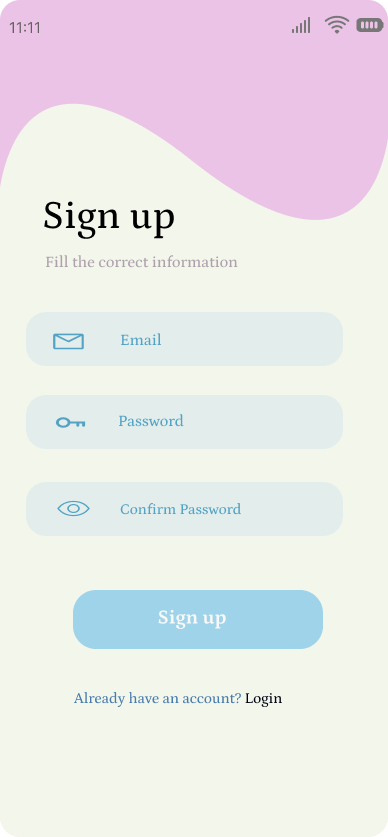 11:11
Sign up
Fill the correct information
Email
Password
Confirm Password
Sign up
Already have an account? Login